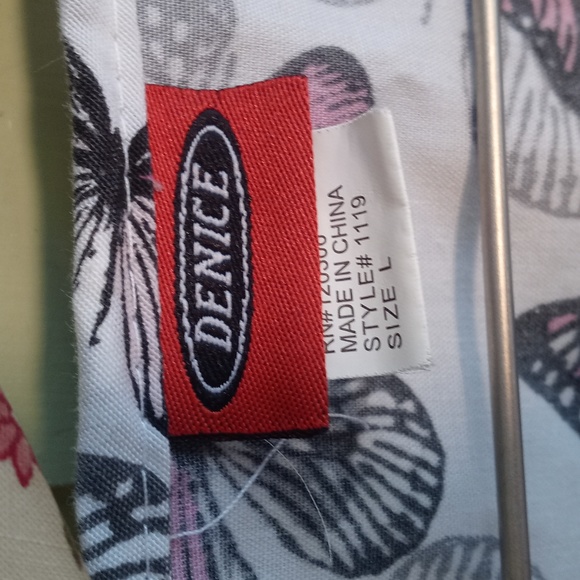 DENICE
MADE IN CHINA
STYLE# 1119
SIZE L